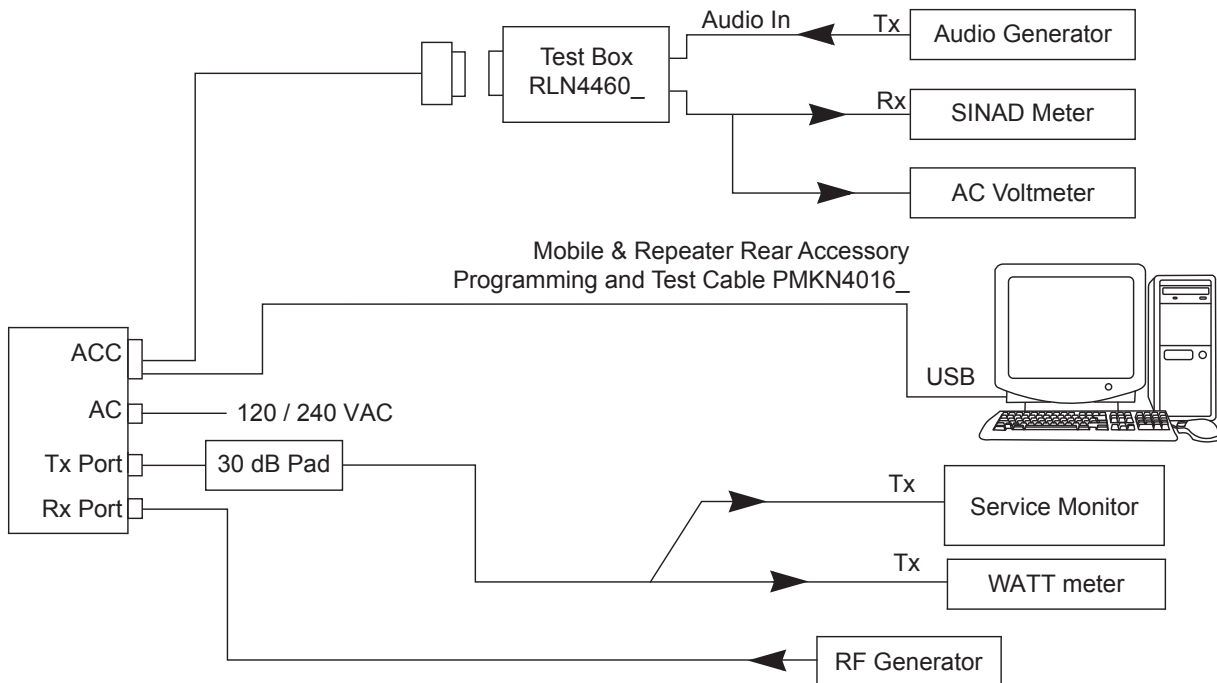 Audio In
Tx
Audio Generator
Test Box
RLN4460_
Rx
SINAD Meter
AC Voltmeter
Mobile & Repeater Rear Accessory
Programming and Test Cable PMKN4016_
ACC
USB
AC
120 / 240 VAC
Tx Port
30 dB Pad
Rx Port
Tx
Service Monitor
Tx
WATT meter
RF Generator